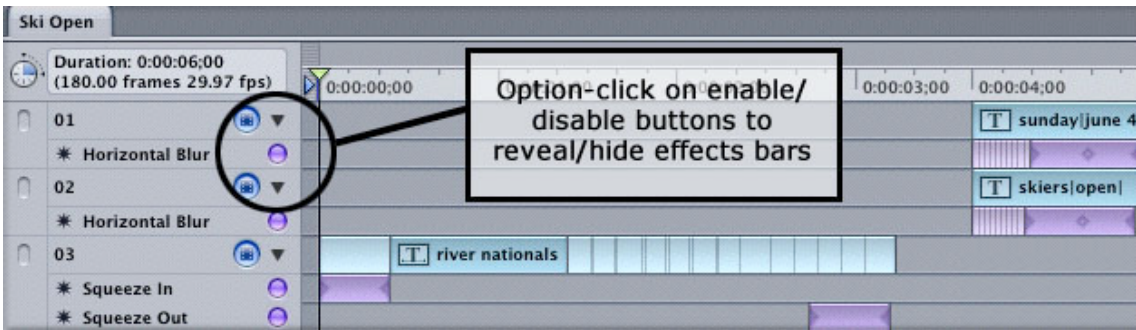 Ski Open
Duration: 0:00:06;00
(180.00 frames 29.97 fps)
0:00:00;00
0:00:03;00
0:00:04;00
Option-click on enable/
disable buttons to
reveal/hide effects bars
01
T sunday|june 4
Horizontal Blur
02
T skiers|open|
Horizontal Blur
03
.T. river nationals
Squeeze In
Squeeze Out